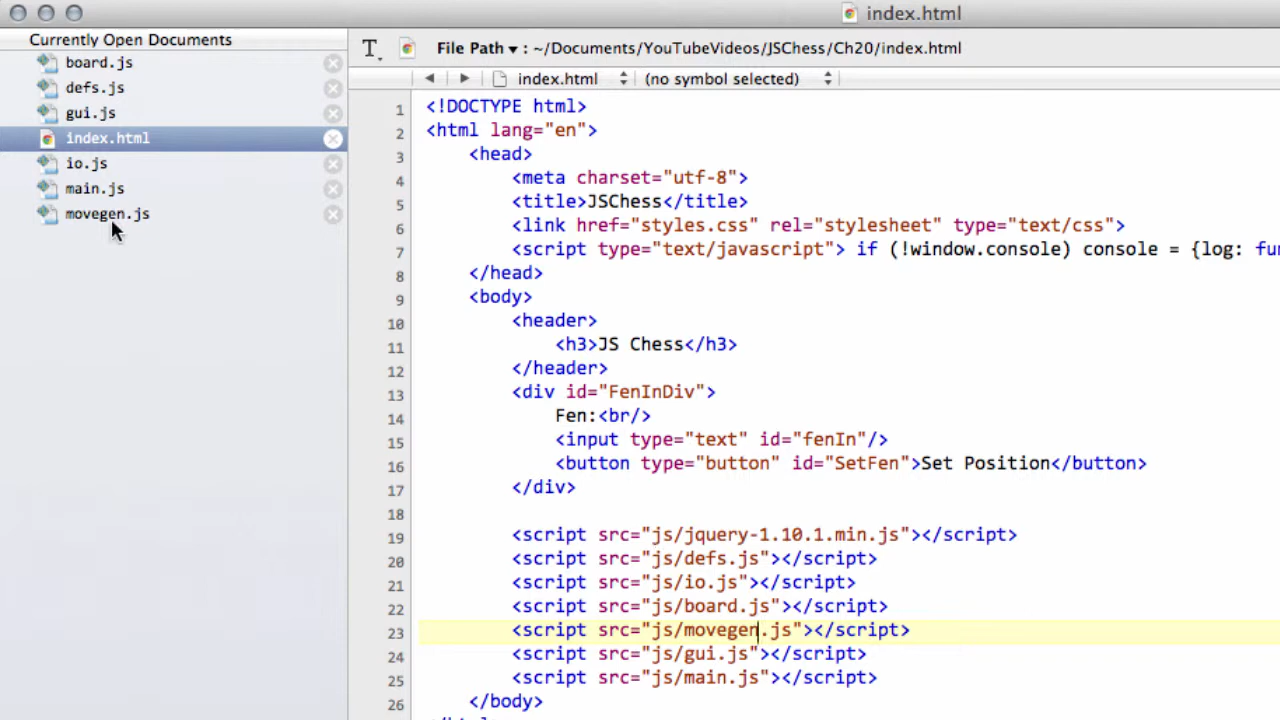 index.html
Currently Open Documents
board.js
defs.js
gui.js
index.html
io.js
main.js
movegen.js
T. File Path ▾ : ~/Documents/YouTubeVideos/JSChess/Ch20/index.html
index.html (no symbol selected)
1 <!DOCTYPE html>
2 <html lang="en">
3 <head>
4 <meta charset="utf-8">
5 <title>JSChess</title>
6 <link href="styles.css" rel="stylesheet" type="text/css">
7 <script type="text/javascript"> if (!window.console) console = {log: fu
8 </head>
9 <body>
10 <header>
11 <h3>JS Chess</h3>
12 </header>
13 <div id="FenInDiv">
14 Fen:<br/>
15 <input type="text" id="fenIn"/>
16 <button type="button" id="SetFen">Set Position</button>
17 </div>
18
19 <script src="js/jquery-1.10.1.min.js"></script>
20 <script src="js/defs.js"></script>
21 <script src="js/io.js"></script>
22 <script src="js/board.js"></script>
23 <script src="js/movegen.js"></script>
24 <script src="js/gui.js"></script>
25 <script src="js/main.js"></script>
26 </body>